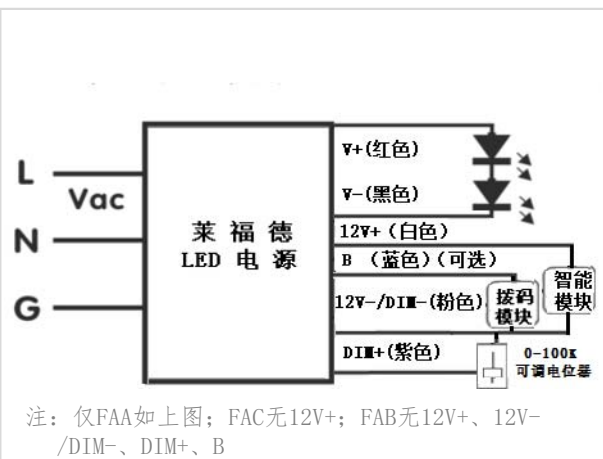 V+(红色)
L
Vac
V-(黑色)
莱福德
12V+（白色）
N
LED 电 源
B （蓝色）（可选）
智能
模块
拨码
模块
12V-/DIM-(粉色)
G
DIM+(紫色)
0-100K
可调电位器
注：仅FAA如上图；FAC无12V+；FAB无12V+、12V-
/DIM-、DIM+、B